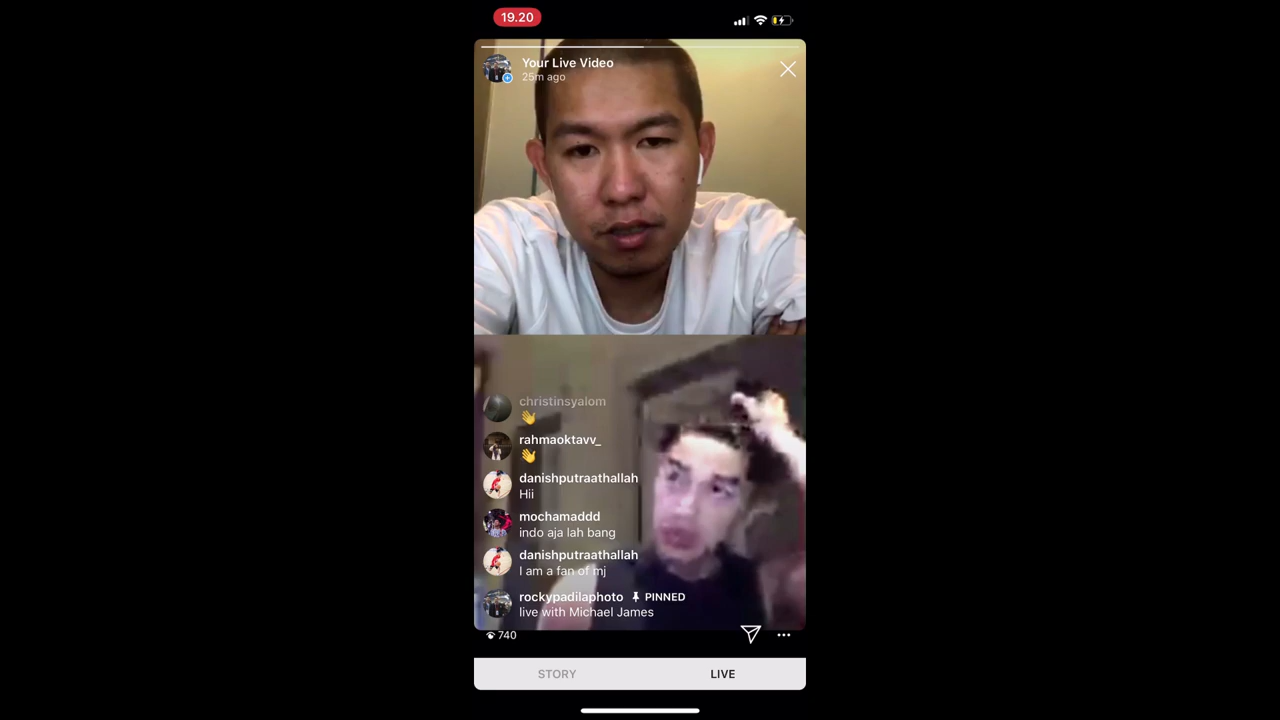 19.20
Your Live Video
25m ago
christinsyalom
👋
rahmaoktavv_
👋
danishputraathallah
Hii
mochamaddd
indo aja lah bang
danishputraathallah
I am a fan of mj
rockypadilaphoto PINNED
live with Michael James
740
STORY LIVE